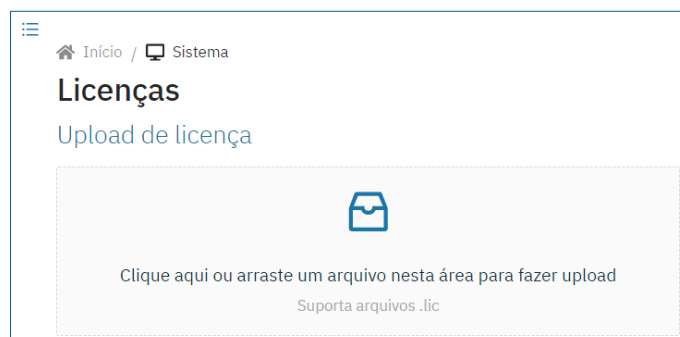 Início / Sistema
Licenças
Upload de licença
Clique aqui ou arraste um arquivo nesta área para fazer upload
Suporta arquivos .lic